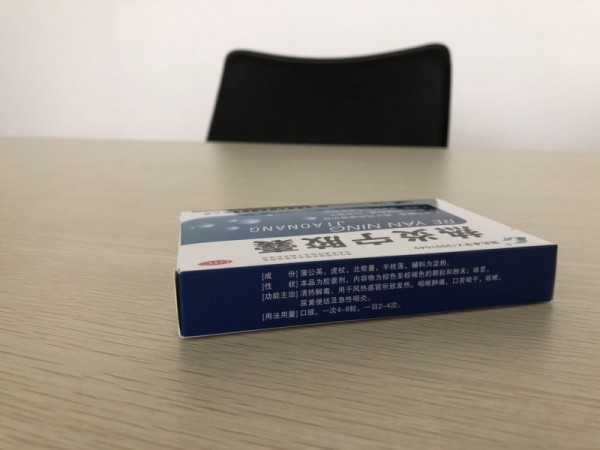 [成　份] 蒲公英、虎杖、北败酱、半枝莲，辅料为淀粉。
[性　状] 本品为胶囊剂，内容物为棕色至棕褐色的颗粒和粉末；味苦。
[功能主治] 清热解毒。用于风热感冒所致发热、咽喉肿痛、口苦咽干、咳嗽、
尿黄便结及急性咽炎。
[用法用量] 口服，一次4~8粒，一日2~4次。
热炎宁胶囊
RE YAN NING
JIAONANG